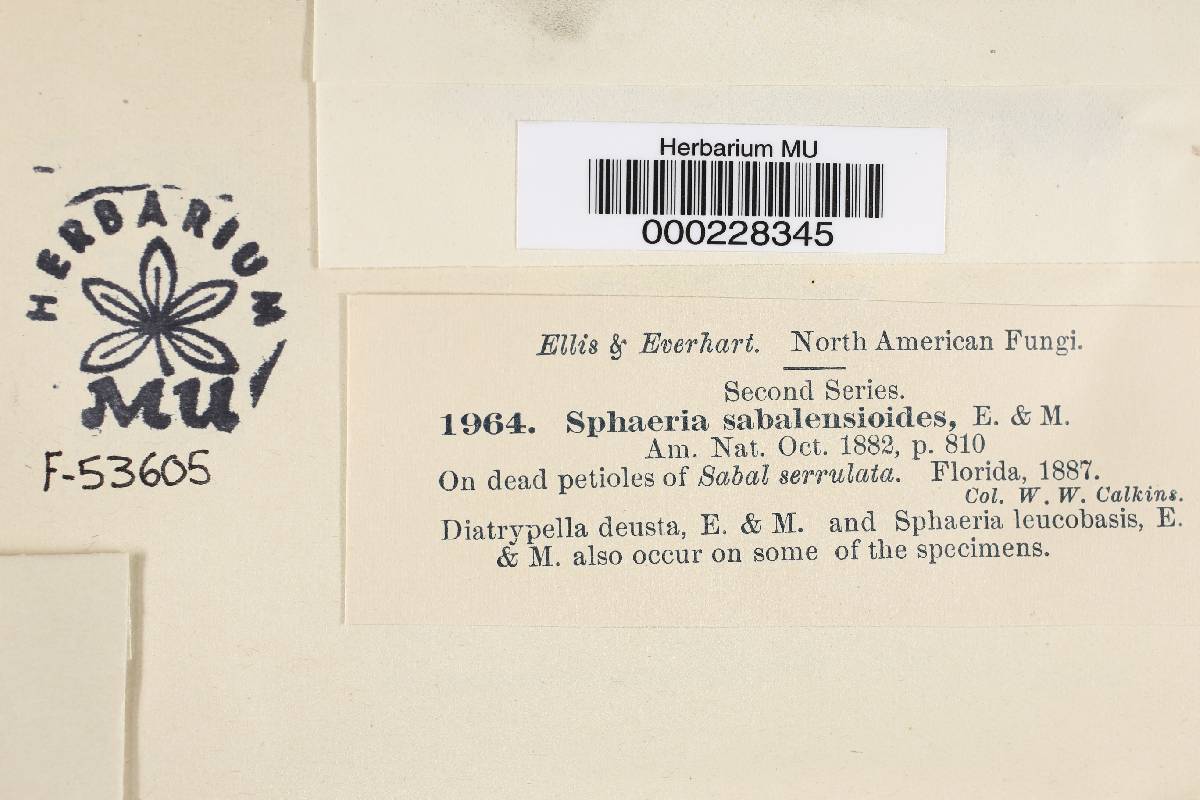 Herbarium MU
000228345
HERBARIUM
MU
F-53605
Ellis & Everhart. North American Fungi.
Second Series.
1964. Sphaeria sabalensioides, E. & M.
Am. Nat. Oct. 1882, p. 810
On dead petioles of Sabal serrulata. Florida, 1887.
Col. W. W. Calkins.
Diatrypella deusta, E. & M. and Sphaeria leucobasis, E.
& M. also occur on some of the specimens.